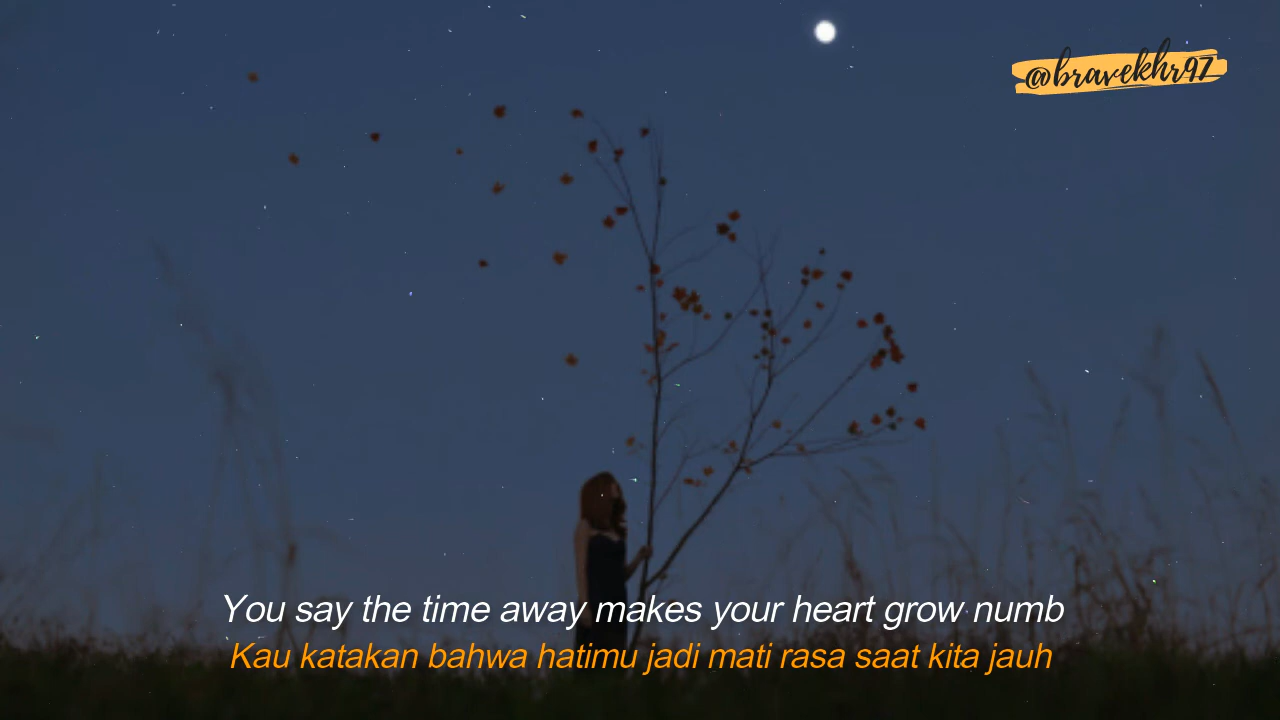 @bravekhr97
You say the time away makes your heart grow numb
Kau katakan bahwa hatimu jadi mati rasa saat kita jauh